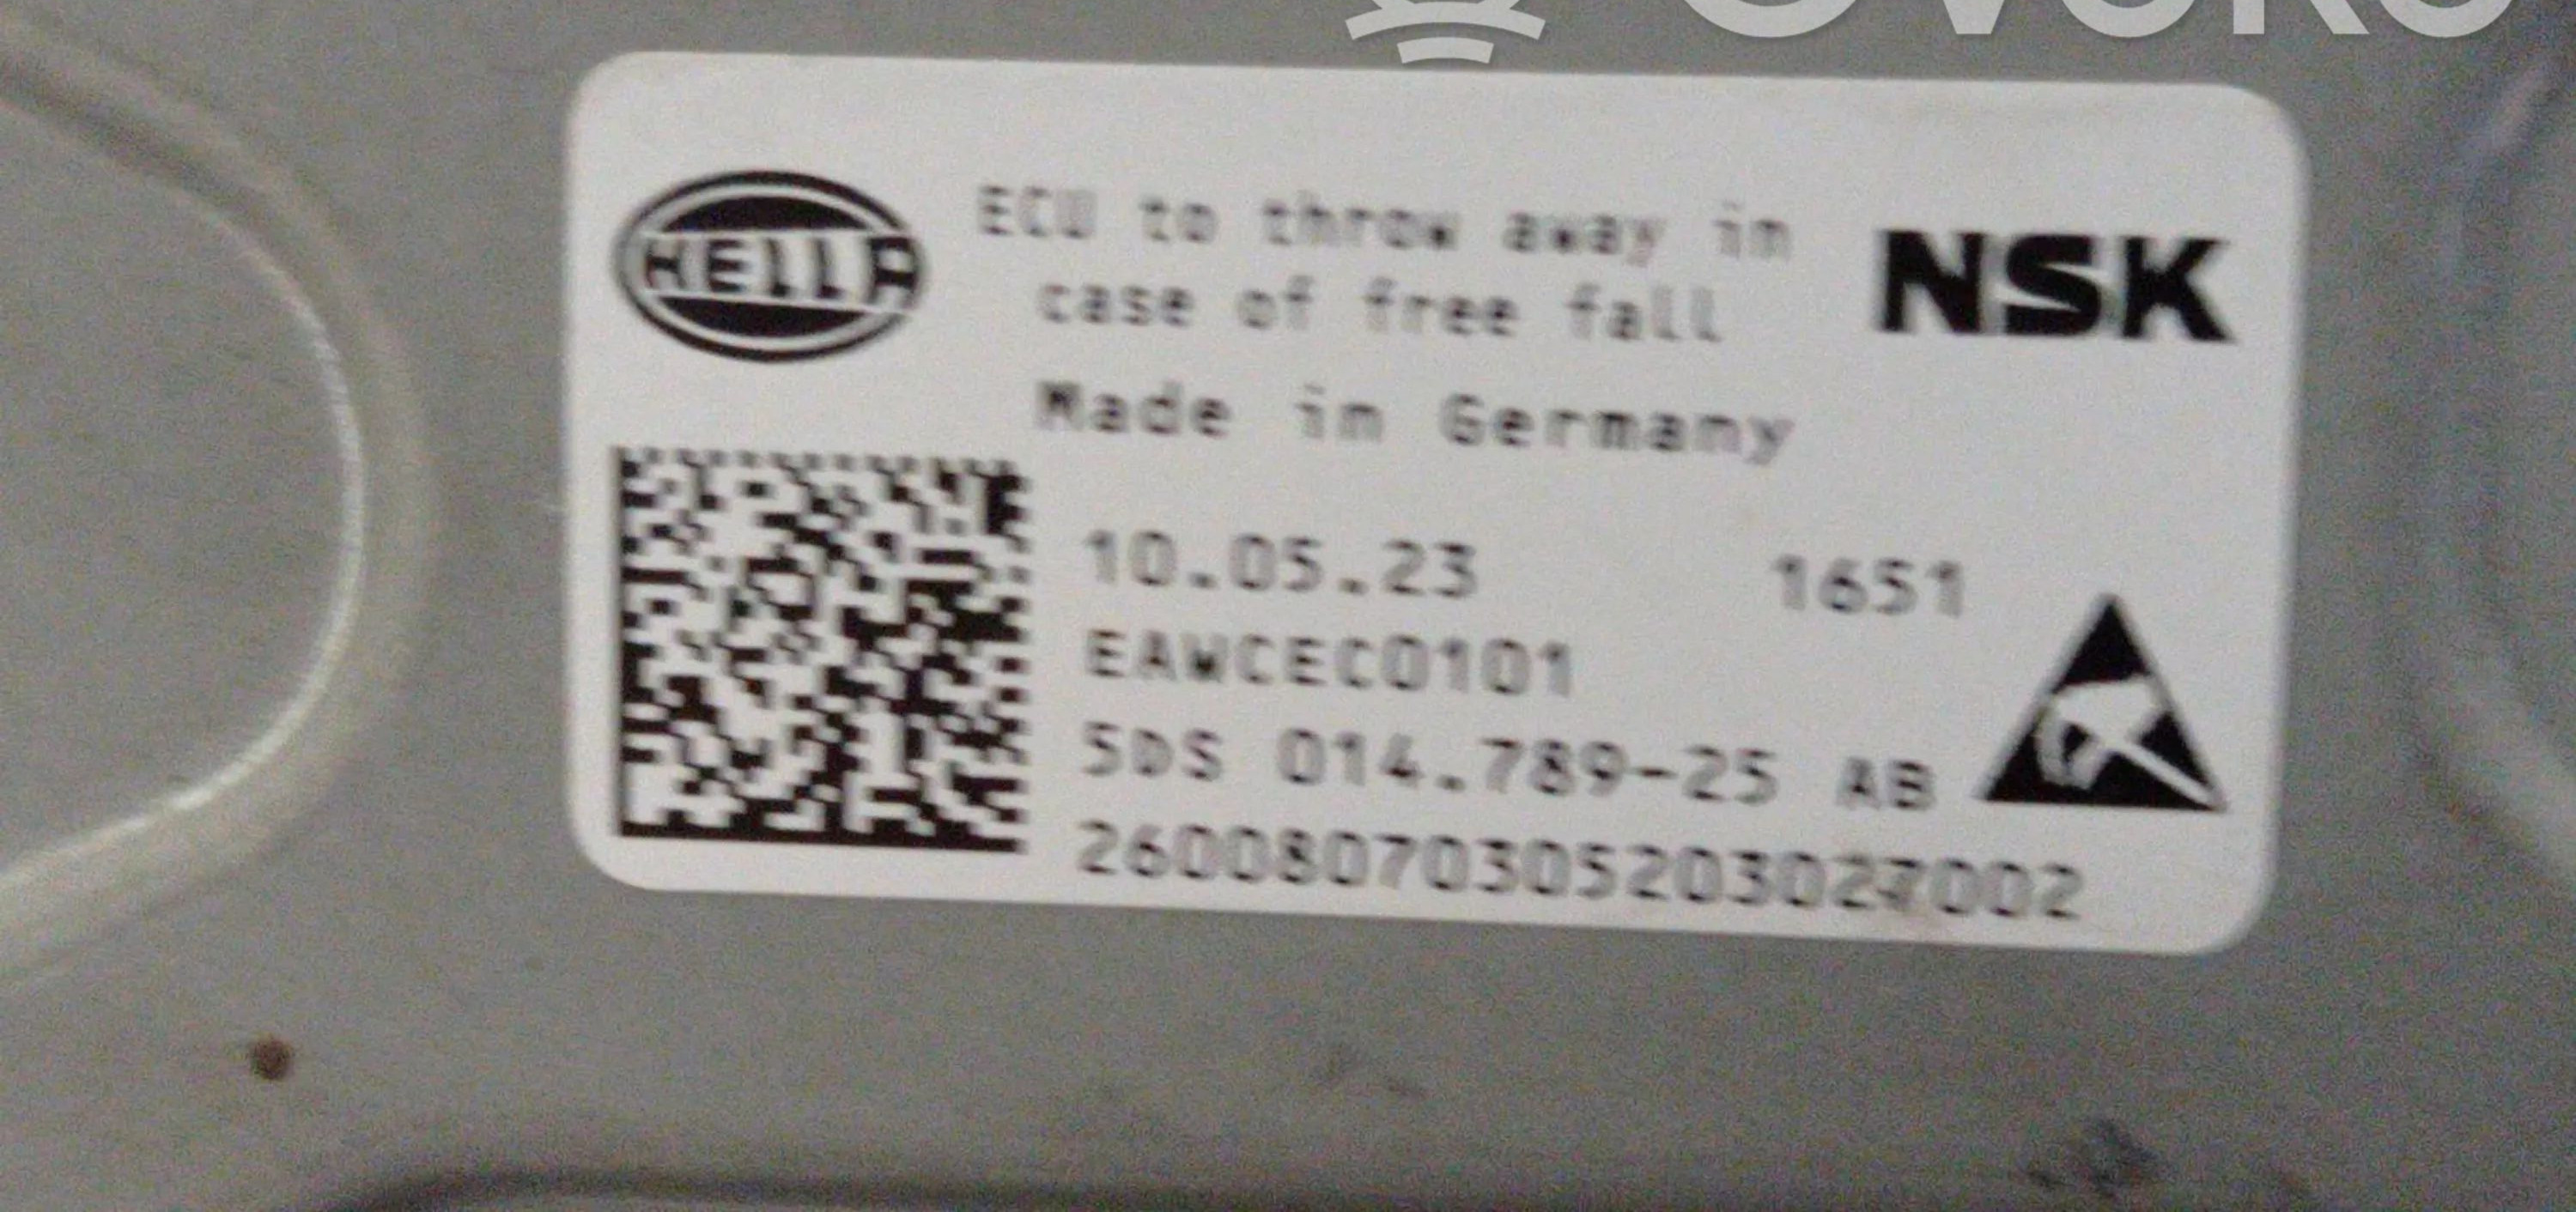 HELLA
ECU to throw away in
case of free fall
NSK
Made in Germany
10.05.23 1651
EAWCEC0101
5DS 014.789-25 AB
26008070305203027002